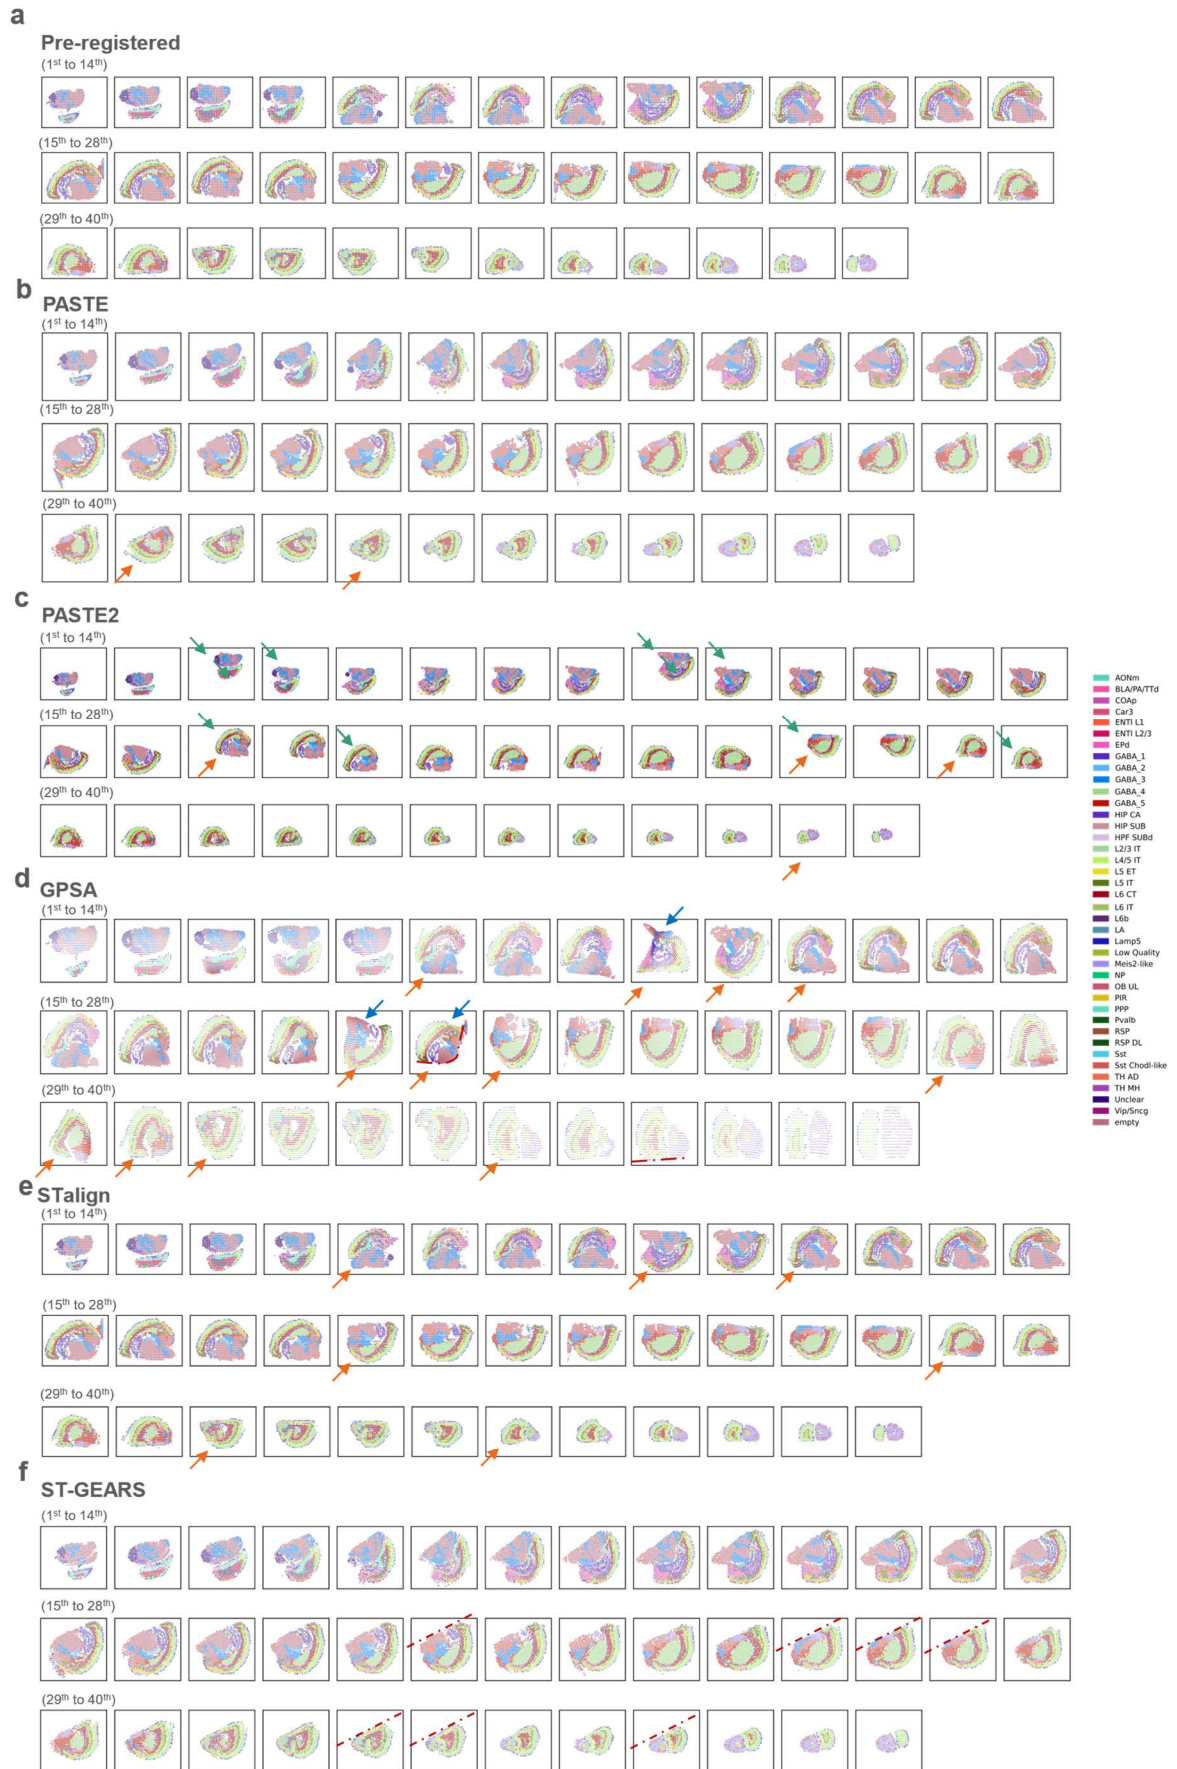 a
Pre-registered
(1st to 14th)
(15th to 28th)
(29th to 40th)
b
PASTE
(1st to 14th)
(15th to 28th)
(29th to 40th)
c
PASTE2
(1st to 14th)
(15th to 28th)
(29th to 40th)
d
GPSA
(1st to 14th)
(15th to 28th)
(29th to 40th)
e
STalign
(1st to 14th)
(15th to 28th)
(29th to 40th)
f
ST-GEARS
(1st to 14th)
(15th to 28th)
(29th to 40th)
AONm
BLA/PA/TTd
COAp
Car3
ENTI L1
ENTI L2/3
EPd
GABA_1
GABA_2
GABA_3
GABA_4
GABA_5
HIP CA
HIP SUB
HPF SUBd
L2/3 IT
L4/5 IT
L5 ET
L5 IT
L6 CT
L6 IT
L6b
LA
Lamp5
Low Quality
Meis2-like
NP
OB UL
PIR
PPP
Pvalb
RSP
RSP DL
Sst
Sst Chodl-like
TH AD
TH MH
Unclear
Vip/Sncg
empty